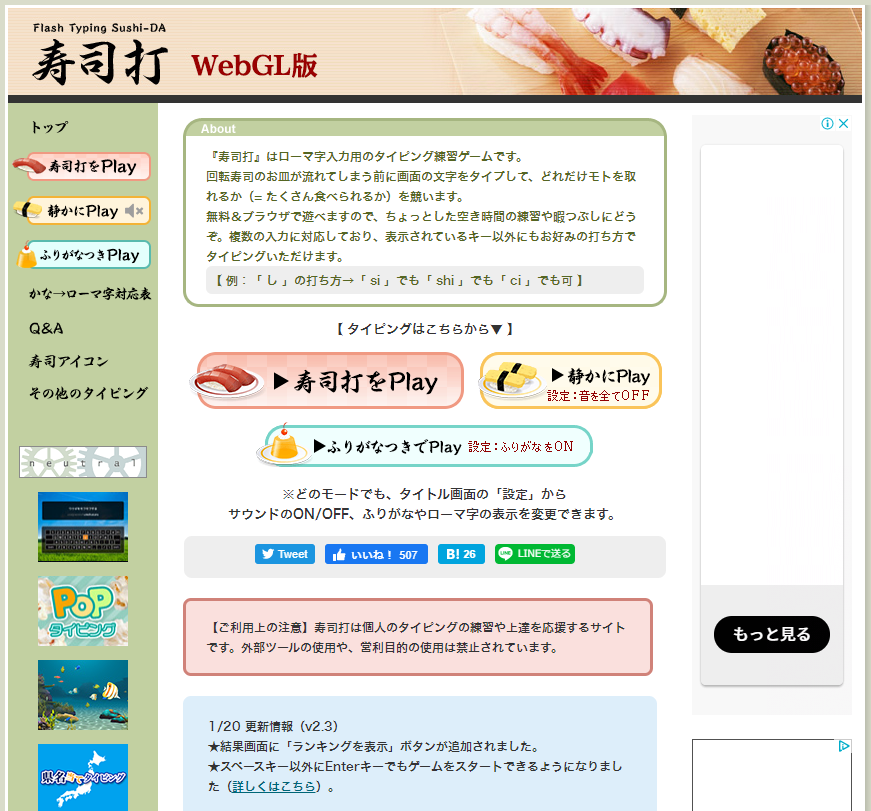 Flash Typing Sushi-DA
寿司打 WebGL版
トップ
寿司打をPlay
静かにPlay
ふりがなつきPlay
かな→ローマ字対応表
Q&A
寿司アイコン
その他のタイピング
neutral
POP
タイピング
県名でタイピング
About
『寿司打』はローマ字入力用のタイピング練習ゲームです。
回転寿司のお皿が流れてしまう前に画面の文字をタイプして、どれだけモトを取
れるか（= たくさん食べられるか）を競います。
無料＆ブラウザで遊べますので、ちょっとした空き時間の練習や暇つぶしにどう
ぞ。複数の入力に対応しており、表示されているキー以外にもお好みの打ち方で
タイピングいただけます。
【 例：「 し 」の打ち方→「 si 」でも「 shi 」でも「 ci 」でも可 】
【 タイピングはこちらから▼ 】
▶寿司打をPlay
▶静かにPlay
設定：音を全てOFF
▶ふりがなつきでPlay 設定：ふりがなをON
※どのモードでも、タイトル画面の「設定」から
サウンドのON/OFF、ふりがなやローマ字の表示を変更できます。
Tweet
いいね！ 507
B! 26
LINE LINEで送る
【ご利用上の注意】寿司打は個人のタイピングの練習や上達を応援するサイト
です。外部ツールの使用や、営利目的の使用は禁止されています。
1/20 更新情報（v2.3）
★結果画面に「ランキングを表示」ボタンが追加されました。
★スペースキー以外にEnterキーでもゲームをスタートできるようになりまし
た（詳しくはこちら）。
もっと見る